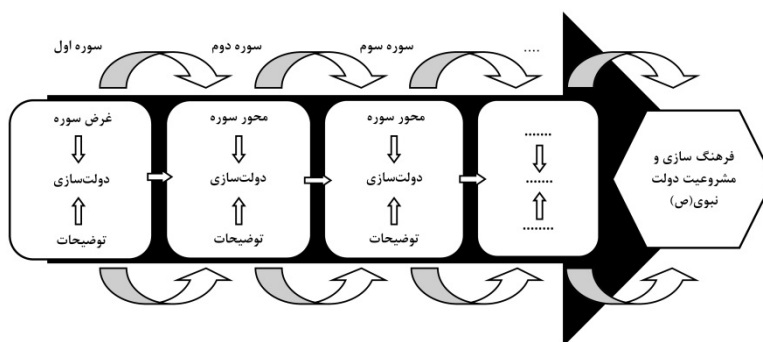 سوره اول
سوره دوم
سوره سوم
....
غرض سوره
دولت‌سازی
توضیحات
محور سوره
دولت‌سازی
توضیحات
محور سوره
دولت‌سازی
توضیحات
.......
.......
........
فرهنگ سازی و
مشروعیت دولت
نبوی(ص)